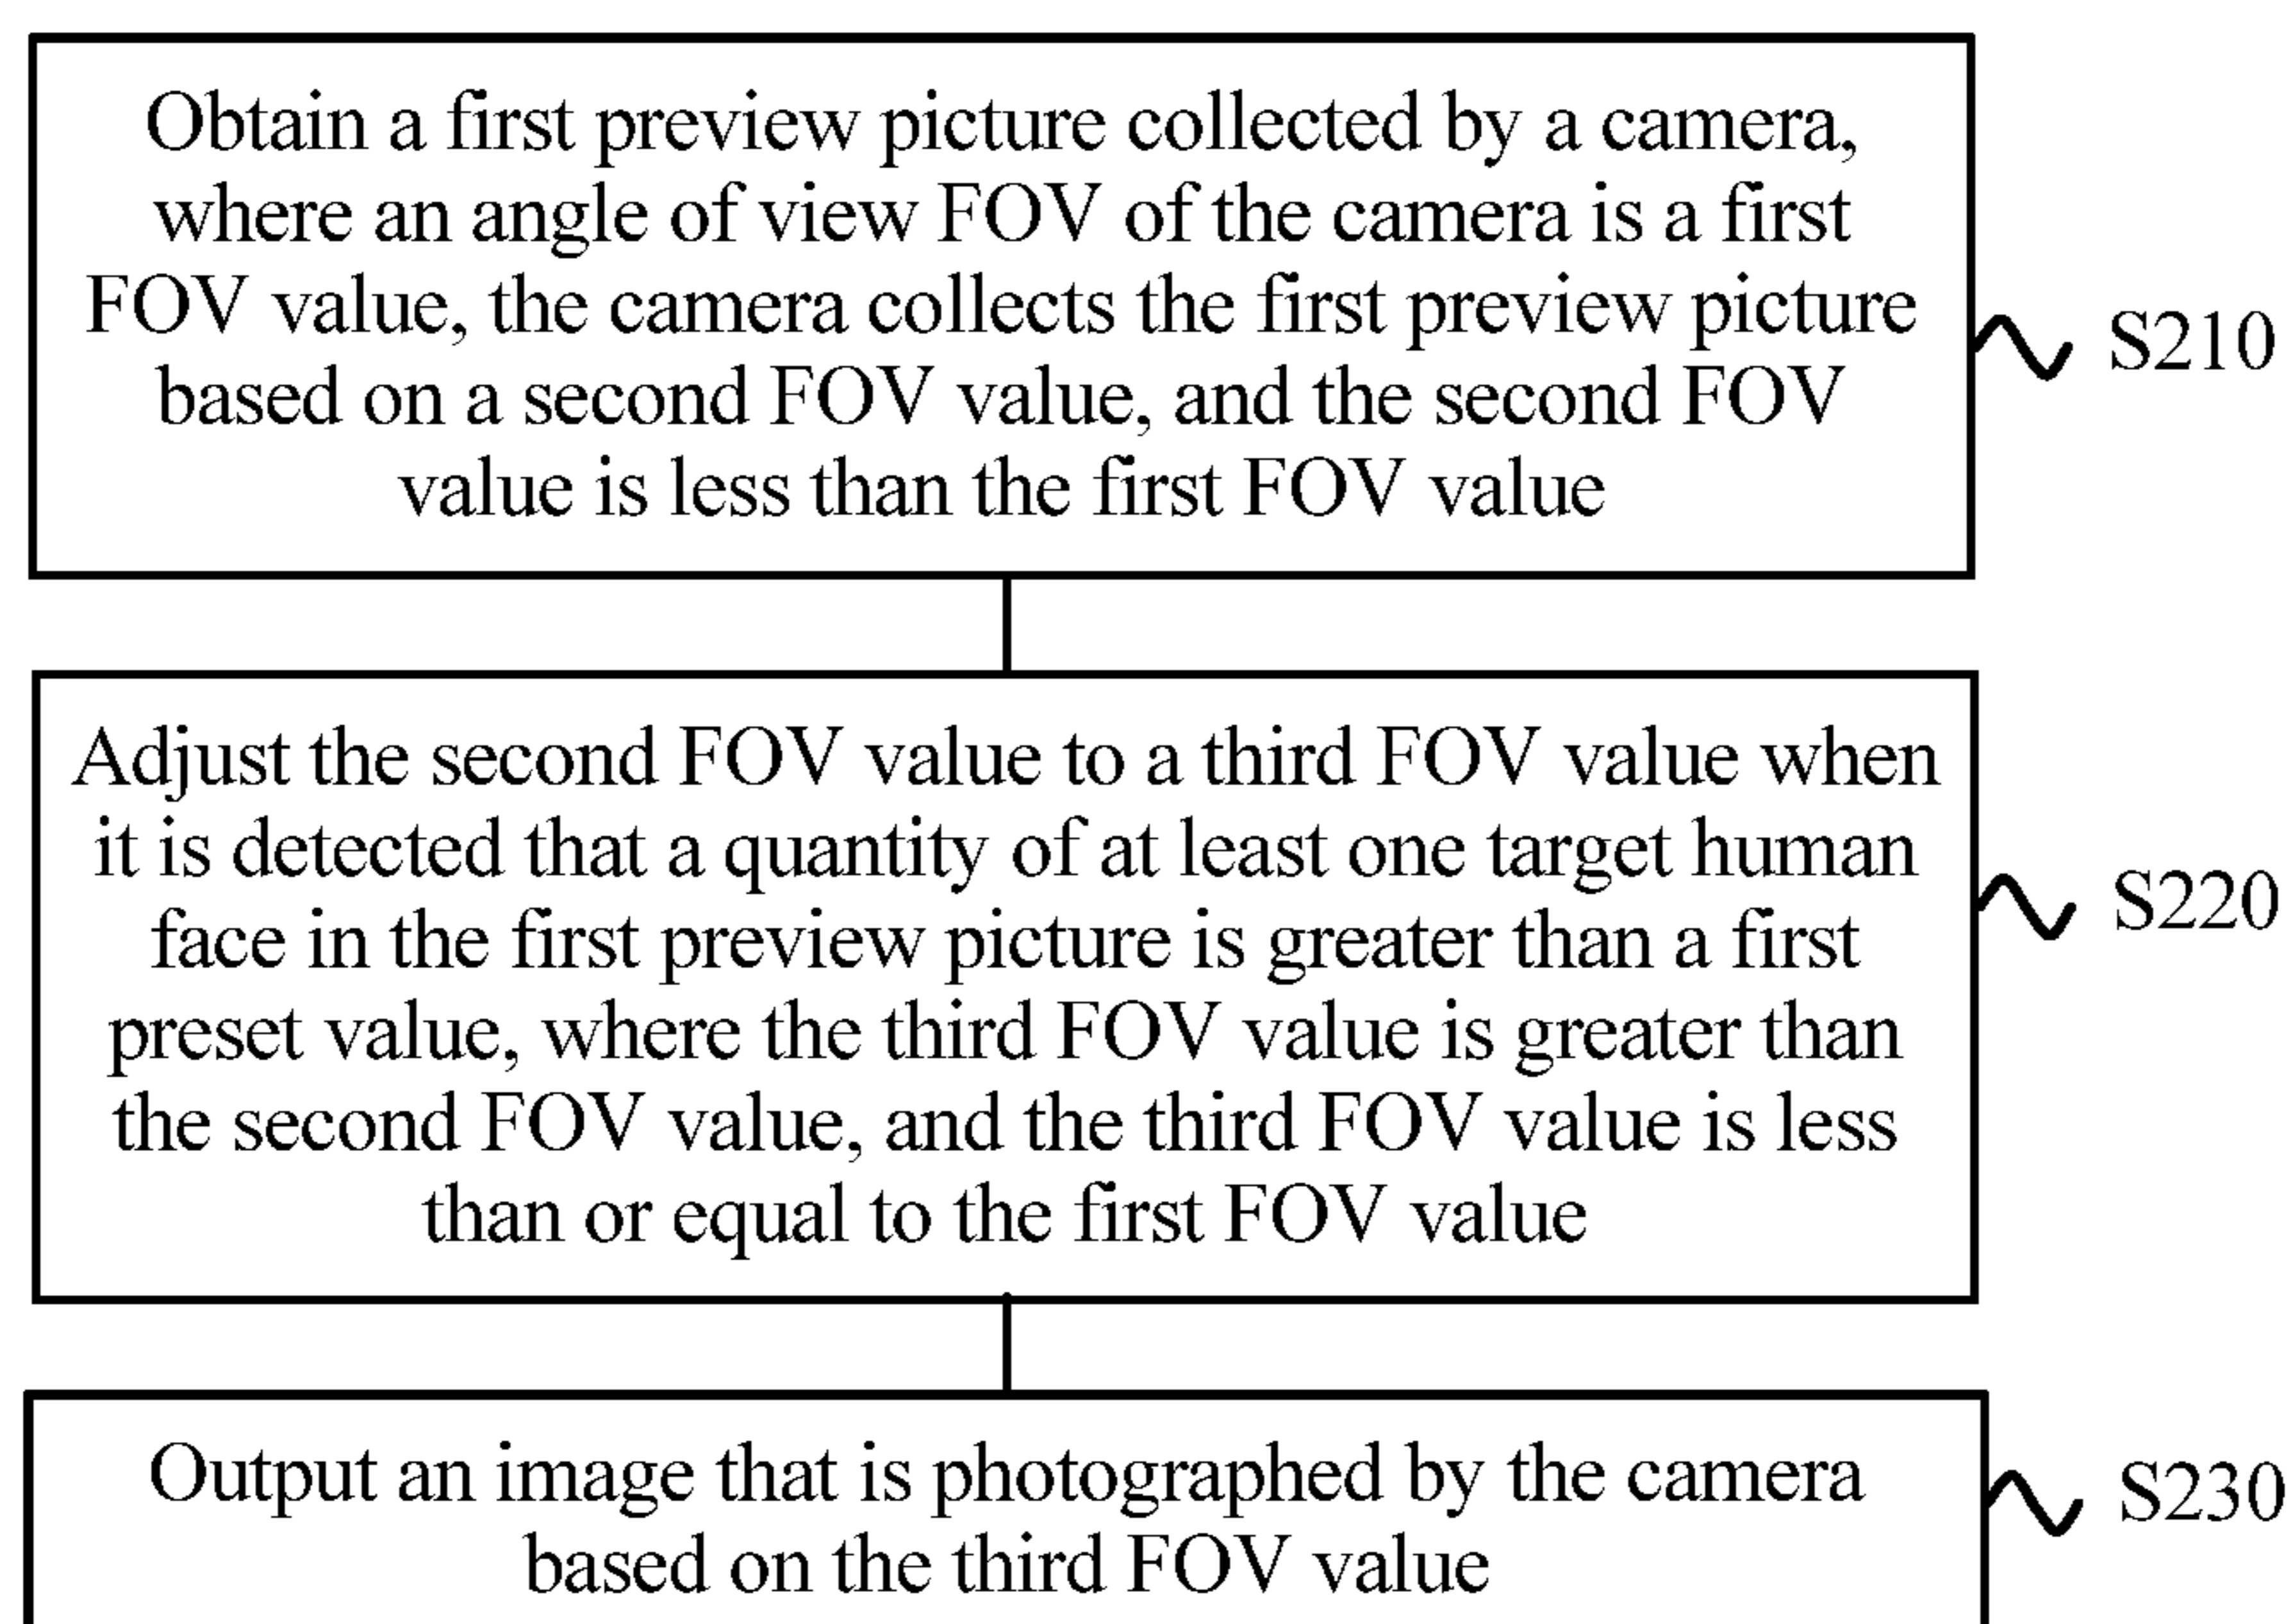 Obtain a first preview picture collected by a camera,
where an angle of view FOV of the camera is a first
FOV value, the camera collects the first preview picture
based on a second FOV value, and the second FOV
value is less than the first FOV value
S210
Adjust the second FOV value to a third FOV value when
it is detected that a quantity of at least one target human
face in the first preview picture is greater than a first
preset value, where the third FOV value is greater than
the second FOV value, and the third FOV value is less
than or equal to the first FOV value
S220
Output an image that is photographed by the camera
based on the third FOV value
S230